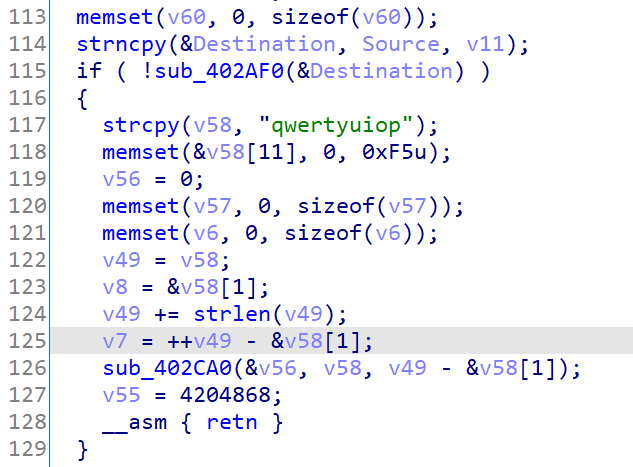 113 memset(v60, 0, sizeof(v60));
114 strncpy(&Destination, Source, v11);
115 if ( !sub_402AF0(&Destination) )
116 {
117 strcpy(v58, "qwertyuiop");
118 memset(&v58[11], 0, 0xF5u);
119 v56 = 0;
120 memset(v57, 0, sizeof(v57));
121 memset(v6, 0, sizeof(v6));
122 v49 = v58;
123 v8 = &v58[1];
124 v49 += strlen(v49);
125 v7 = ++v49 - &v58[1];
126 sub_402CA0(&v56, v58, v49 - &v58[1]);
127 v55 = 4204868;
128 __asm { retn }
129 }